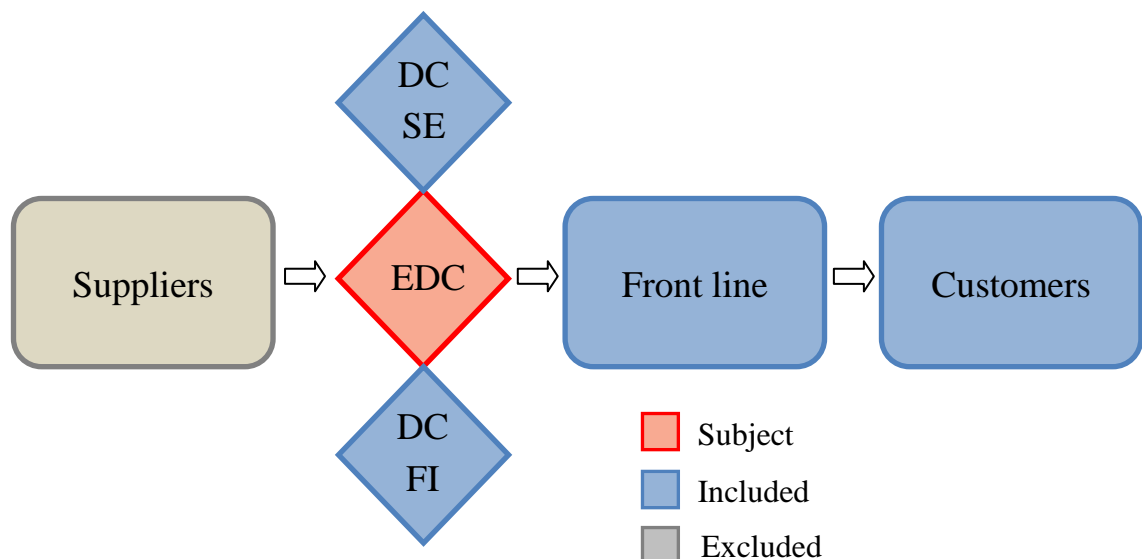 DC
SE
Suppliers
EDC
Front line
Customers
DC
FI
Subject
Included
Excluded